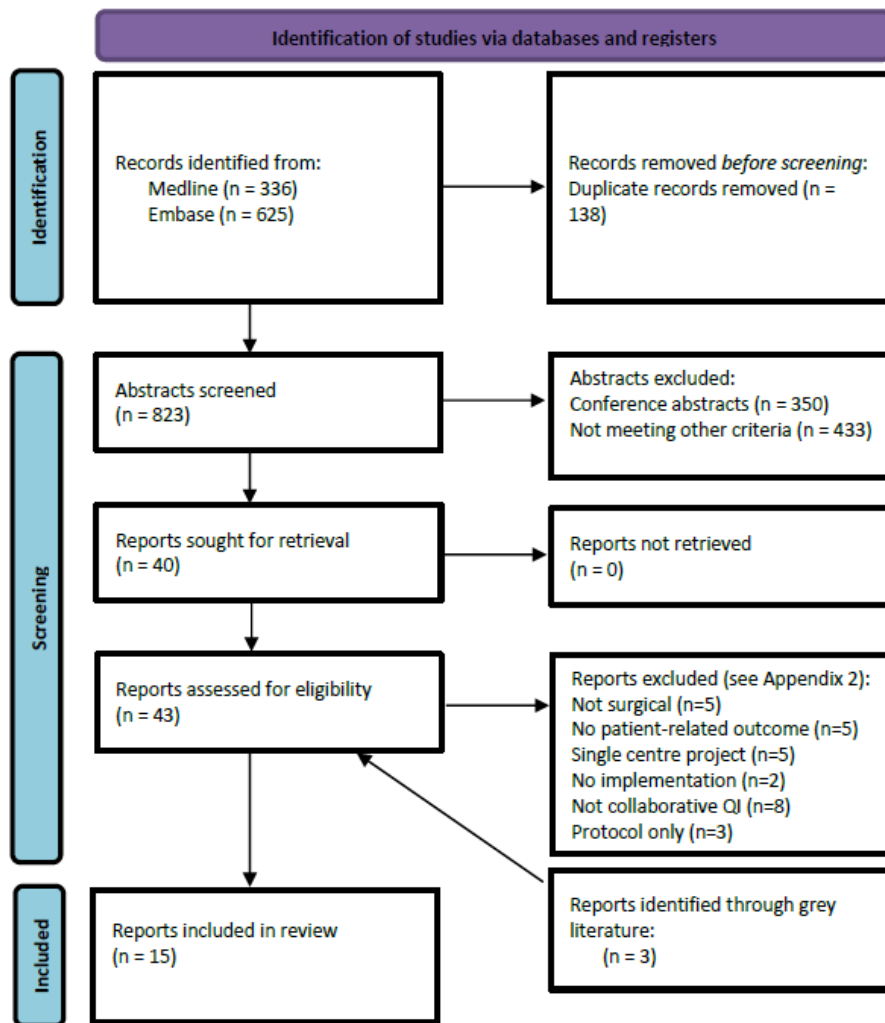 Identification of studies via databases and registers
Identification
Records identified from:
Medline (n = 336)
Embase (n = 625)
Records removed before screening:
Duplicate records removed (n =
138)
Screening
Abstracts screened
(n = 823)
Abstracts excluded:
Conference abstracts (n = 350)
Not meeting other criteria (n = 433)
Reports sought for retrieval
(n = 40)
Reports not retrieved
(n = 0)
Reports assessed for eligibility
(n = 43)
Reports excluded (see Appendix 2):
Not surgical (n=5)
No patient-related outcome (n=5)
Single centre project (n=5)
No implementation (n=2)
Not collaborative QI (n=8)
Protocol only (n=3)
Included
Reports included in review
(n = 15)
Reports identified through grey
literature:
(n = 3)